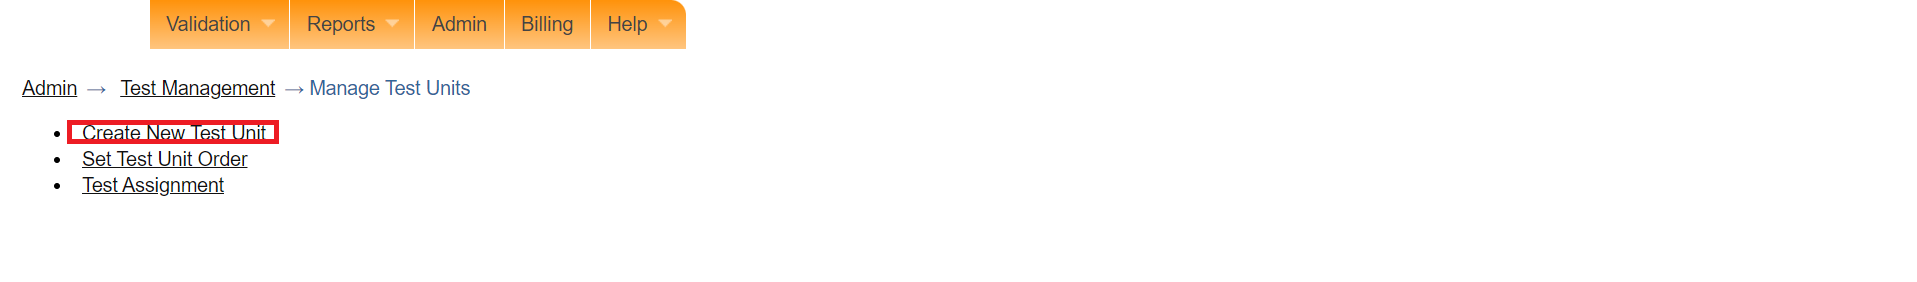 Validation Reports Admin Billing Help
Admin → Test Management → Manage Test Units
• Create New Test Unit
• Set Test Unit Order
• Test Assignment